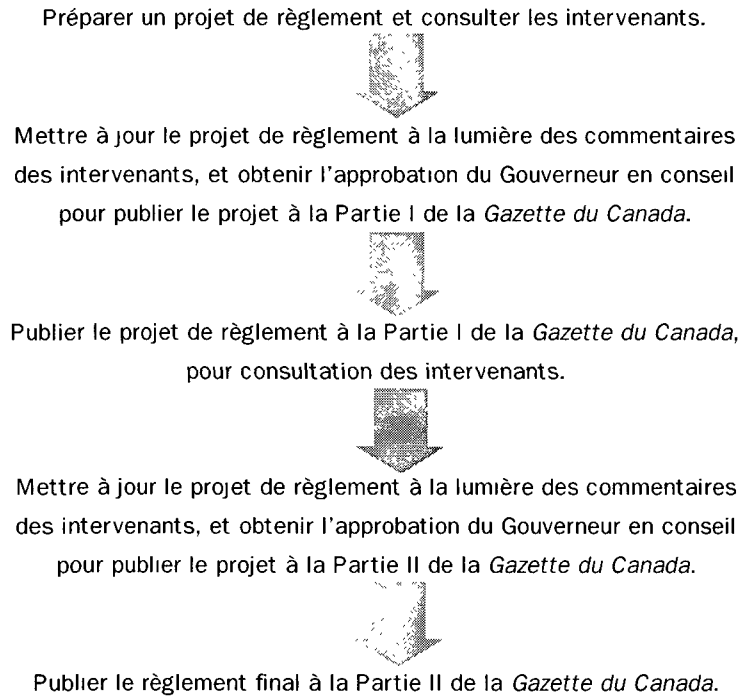 Préparer un projet de règlement et consulter les intervenants.
Mettre à jour le projet de règlement à la lumière des commentaires
des intervenants, et obtenir l'approbation du Gouverneur en conseil
pour publier le projet à la Partie I de la Gazette du Canada.
Publier le projet de règlement à la Partie I de la Gazette du Canada,
pour consultation des intervenants.
Mettre à jour le projet de règlement à la lumière des commentaires
des intervenants, et obtenir l'approbation du Gouverneur en conseil
pour publier le projet à la Partie II de la Gazette du Canada.
Publier le règlement final à la Partie II de la Gazette du Canada.